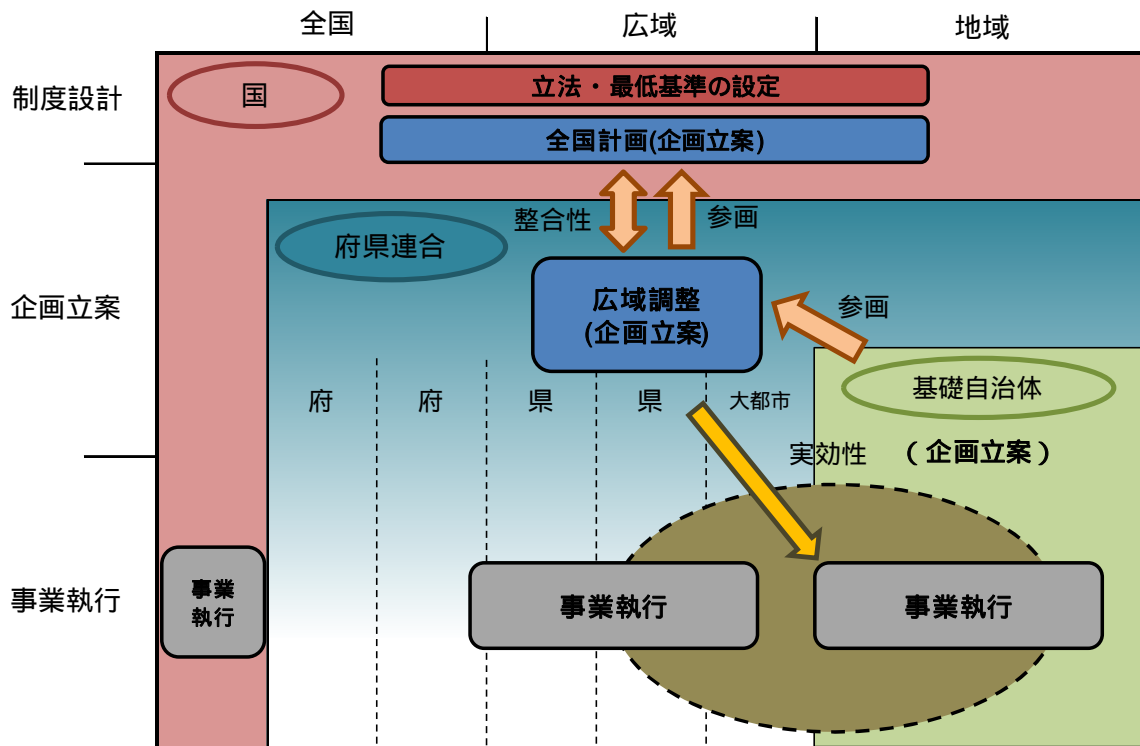 全国
広域
地域
制度設計
国
立法・最低基準の設定
全国計画(企画立案)
整合性
参画
府県連合
企画立案
広域調整
(企画立案)
参画
府
府
県
県
大都市
基礎自治体
実効性
(企画立案)
事業執行
事業
執行
事業執行
事業執行